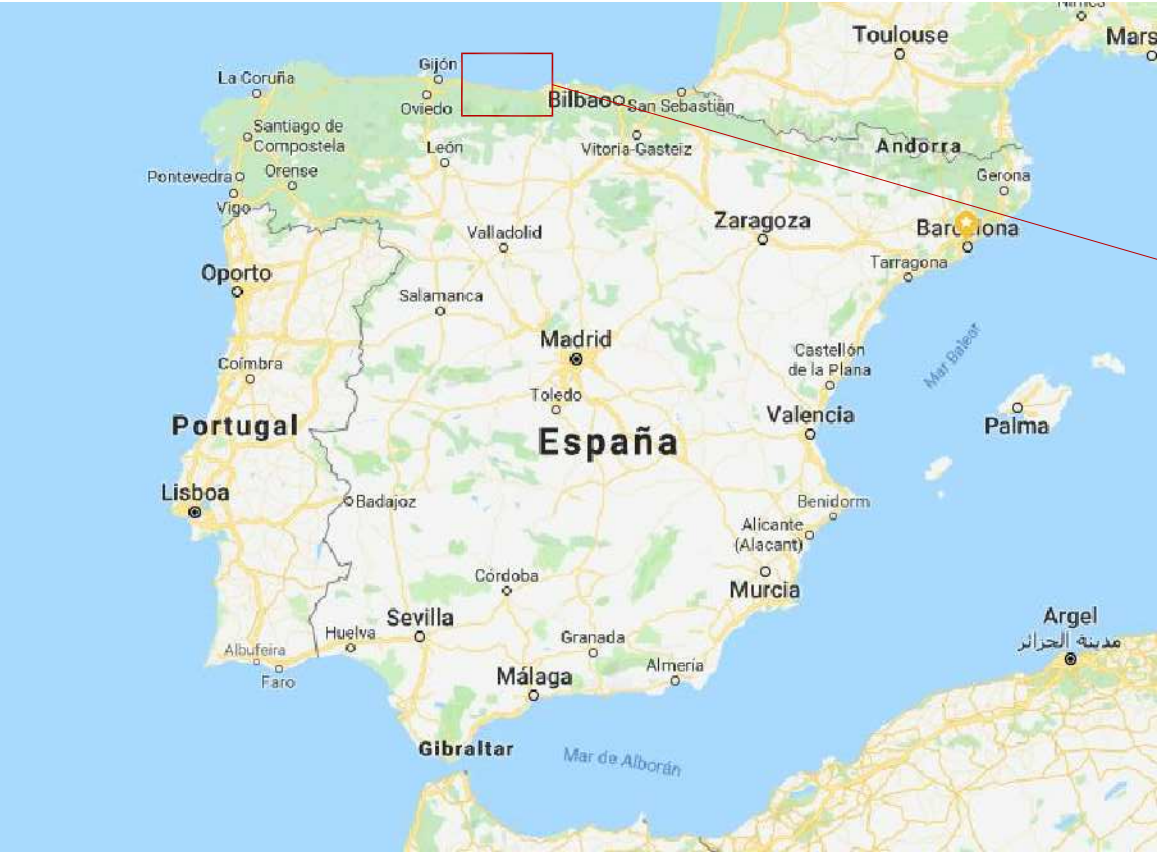 Toulouse
Mars
Gijón
La Coruña
Oviedo
Bilbao
San Sebastián
Santiago de
Compostela
León
Vitoria-Gasteiz
Andorra
Pontevedra
Orense
Gerona
Vigo
Valladolid
Zaragoza
Barcelona
Tarragona
Oporto
Salamanca
Madrid
Castellón
de la Plana
Mar Balear
Coímbra
Toledo
Valencia
Palma
Portugal
España
Lisboa
Badajoz
Benidorm
Alicante
(Alacant)
Córdoba
Murcia
Sevilla
Huelva
Granada
Argel
مدينة الجزائر
Albufeira
Faro
Almería
Málaga
Gibraltar
Mar de Alborán